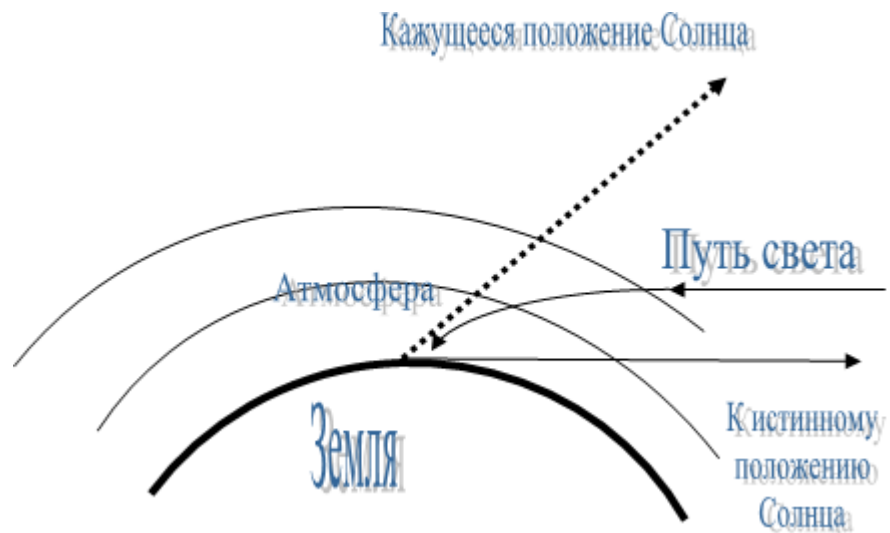 Кажущееся положение Солнца
Путь света
Атмосфера
Земля
К истинному
положению
Солнца